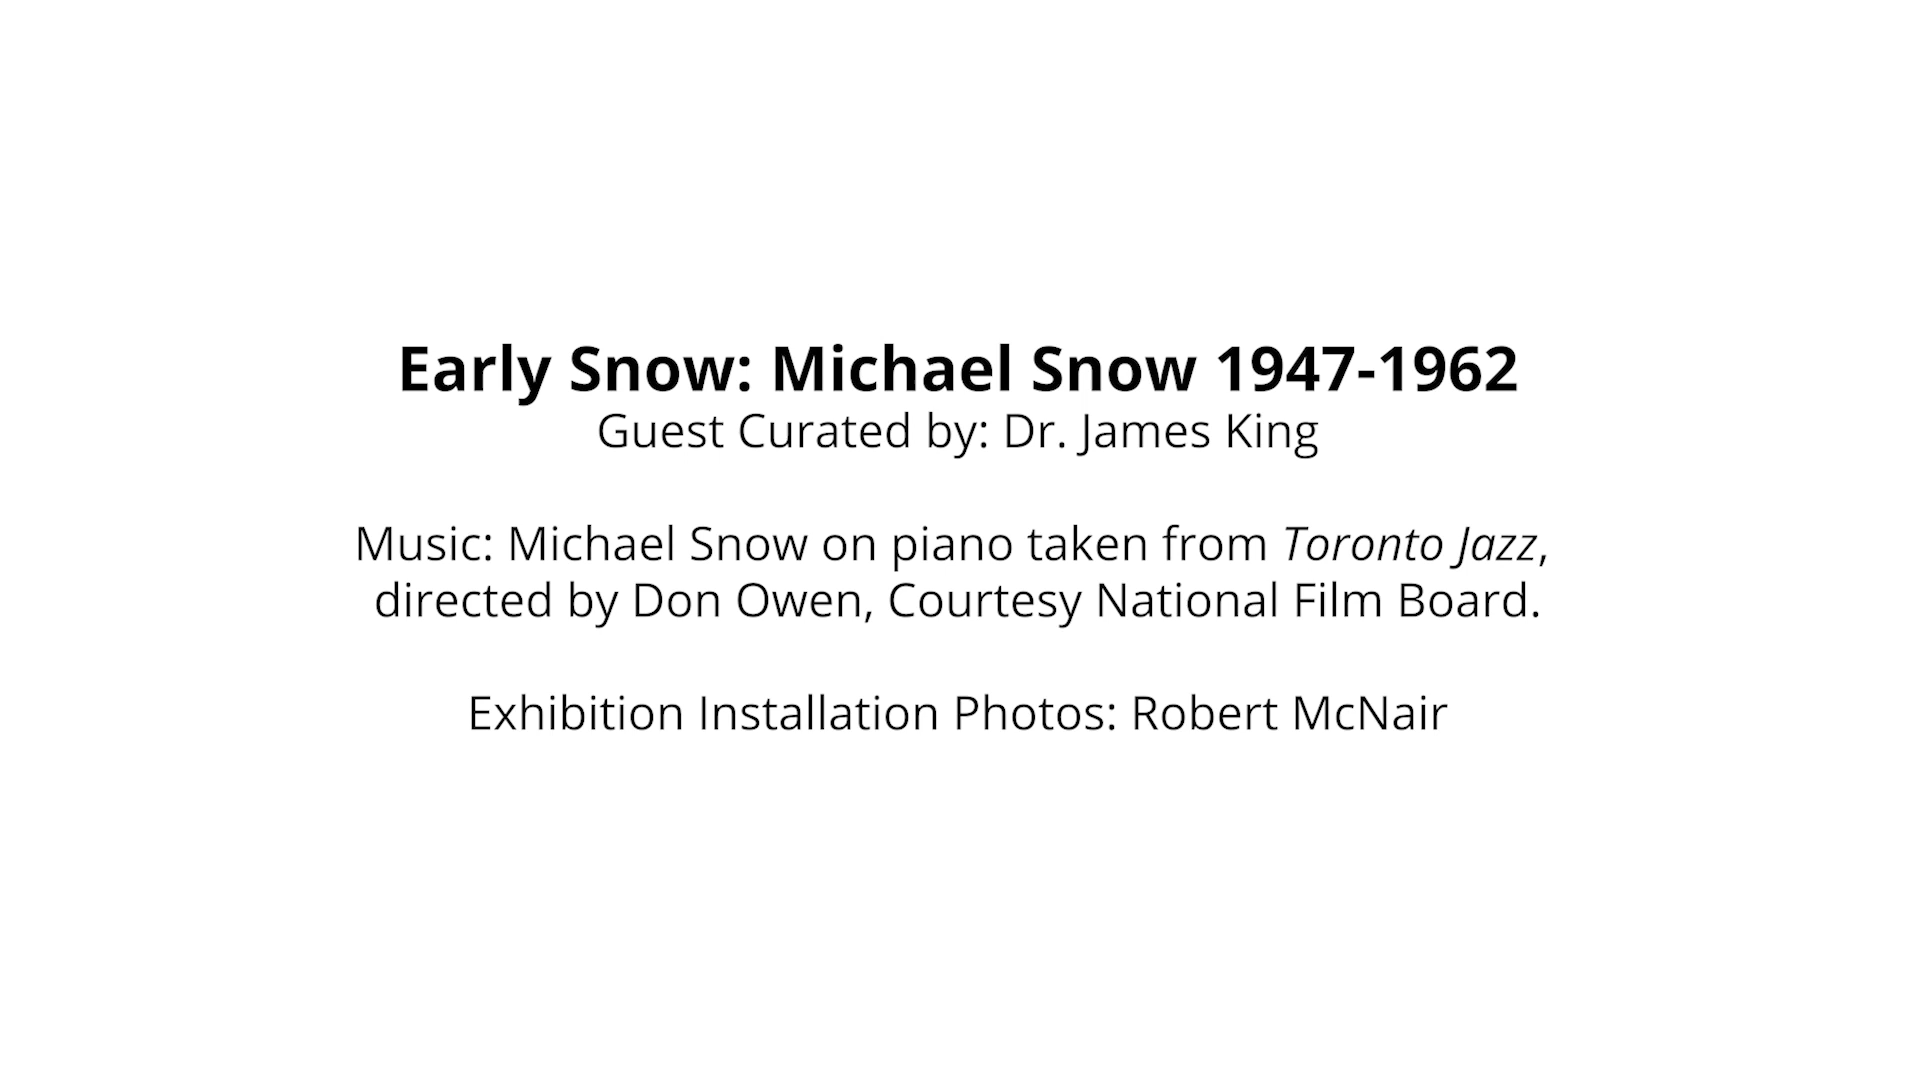 Early Snow: Michael Snow 1947-1962
Guest Curated by: Dr. James King
Music: Michael Snow on piano taken from Toronto Jazz,
directed by Don Owen, Courtesy National Film Board.
Exhibition Installation Photos: Robert McNair